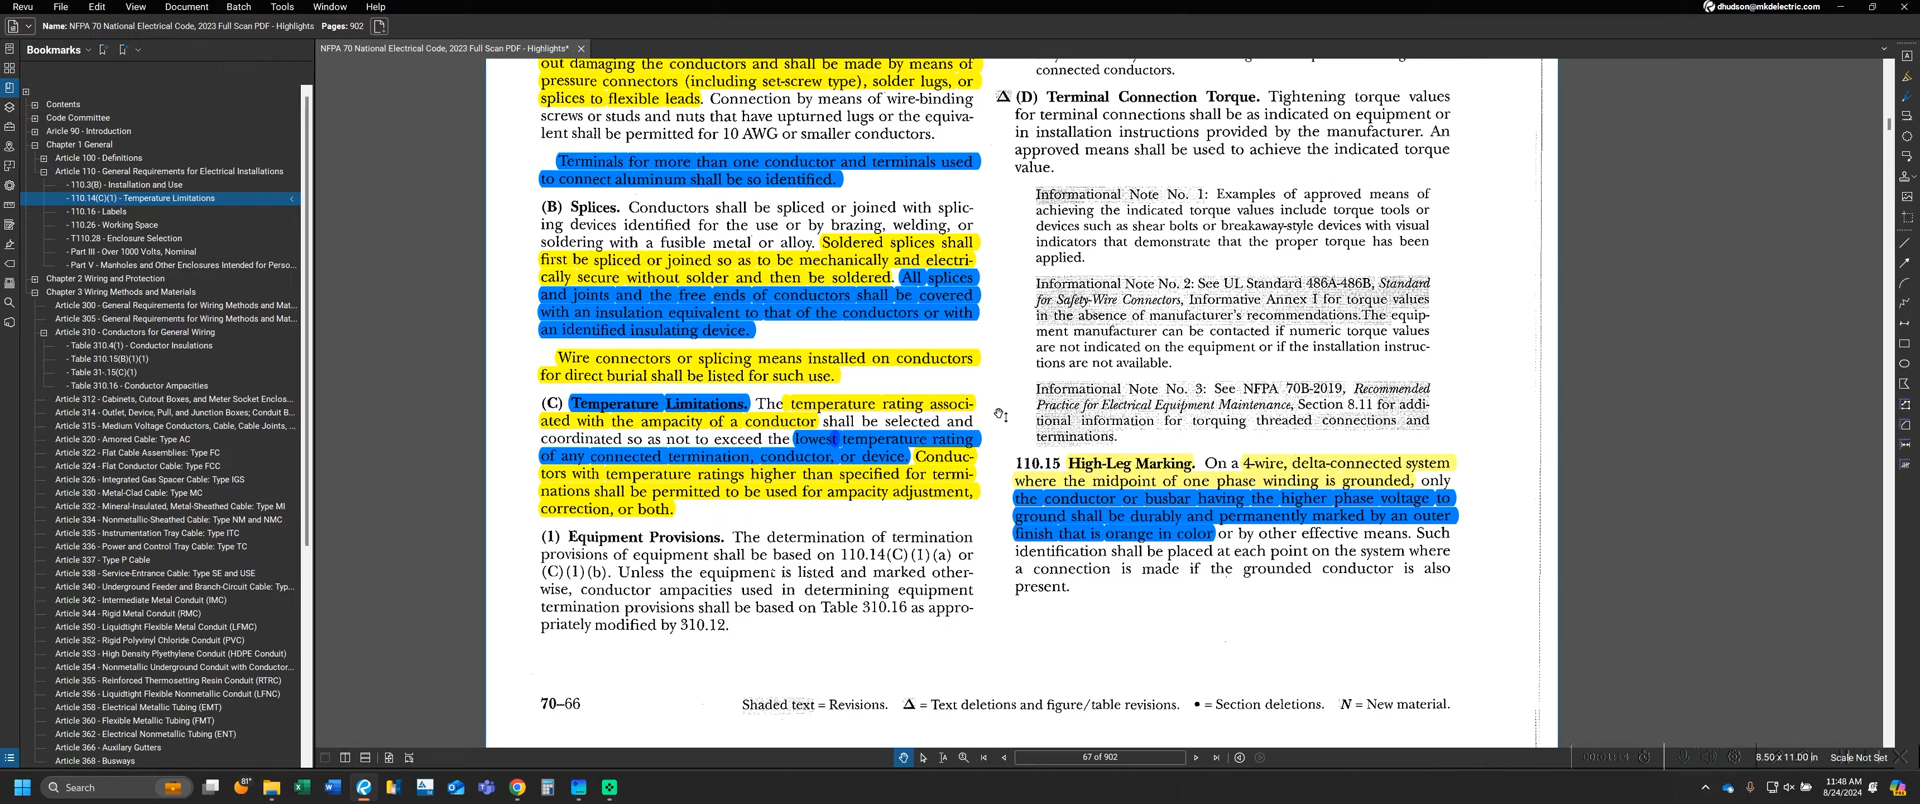 Revu File Edit View Document Batch Tools Window Help
dhudson@mkdelectric.com
Name: NFPA 70 National Electrical Code, 2023 Full Scan PDF - Highlights Pages: 902
Bookmarks
Contents
Code Committee
Aricle 90 - Introduction
Chapter 1 General
Article 100 - Definitions
Article 110 - General Requirements for Electrical Installations
- 110.3(B) - Installation and Use
- 110.14(C)(1) - Temperature Limitations
- 110.16 - Labels
- 110.26 - Working Space
- T110.28 - Enclosure Selection
- Part III - Over 1000 Volts, Nominal
- Part V - Manholes and Other Enclosures Intended for Perso...
Chapter 2 Wiring and Protection
Chapter 3 Wiring Methods and Materials
Article 300 - General Requirements for Wiring Methods and Mat...
Article 305 - General Requirements for Wiring Methods and Mat...
Article 310 - Conductors for General Wiring
- Table 310.4(1) - Conductor Insulations
- Table 310.15(B)(1)(1)
- Table 31-.15(C)(1)
- Table 310.16 - Conductor Ampacities
Article 312 - Cabinets, Cutout Boxes, and Meter Socket Enclos...
Article 314 - Outlet, Device, Pull, and Junction Boxes; Conduit B...
Article 315 - Medium Voltage Conductors, Cable, Cable Joints, ...
Article 320 - Amored Cable: Type AC
Article 322 - Flat Cable Assemblies: Type FC
Article 324 - Flat Conductor Cable: Type FCC
Article 326 - Integrated Gas Spacer Cable: Type IGS
Article 330 - Metal-Clad Cable: Type MC
Article 332 - Mineral-Insulated, Metal-Sheathed Cable: Type MI
Article 334 - Nonmetallic-Sheathed Cable: Type NM and NMC
Article 335 - Instrumentation Tray Cable: Type ITC
Article 336 - Power and Control Tray Cable: Type TC
Article 337 - Type P Cable
Article 338 - Service-Entrance Cable: Type SE and USE
Article 340 - Underground Feeder and Branch-Circuit Cable: Typ...
Article 342 - Intermediate Metal Conduit (IMC)
Article 344 - Rigid Metal Conduit (RMC)
Article 350 - Liquidtight Flexible Metal Conduit (LFMC)
Article 352 - Rigid Polyvinyl Chloride Conduit (PVC)
Article 353 - High Density Plyethylene Conduit (HDPE Conduit)
Article 354 - Nonmetallic Underground Conduit with Conductor...
Article 355 - Reinforced Thermosetting Resin Conduit (RTRC)
Article 356 - Liquidtight Flexible Nonmetallic Conduit (LFNC)
Article 358 - Electrical Metallic Tubing (EMT)
Article 360 - Flexible Metallic Tubing (FMT)
Article 362 - Electrical Nonmetallic Tubing (ENT)
Article 366 - Auxilary Gutters
Article 368 - Busways
NFPA 70 National Electrical Code, 2023 Full Scan PDF - Highlights*
out damaging the conductors and shall be made by means of
pressure connectors (including set-screw type), solder lugs, or
splices to flexible leads. Connection by means of wire-binding
screws or studs and nuts that have upturned lugs or the equiva-
lent shall be permitted for 10 AWG or smaller conductors.
Terminals for more than one conductor and terminals used
to connect aluminum shall be so identified.
(B) Splices. Conductors shall be spliced or joined with splic-
ing devices identified for the use or by brazing, welding, or
soldering with a fusible metal or alloy. Soldered splices shall
first be spliced or joined so as to be mechanically and electri-
cally secure without solder and then be soldered. All splices
and joints and the free ends of conductors shall be covered
with an insulation equivalent to that of the conductors or with
an identified insulating device.
Wire connectors or splicing means installed on conductors
for direct burial shall be listed for such use.
(C) Temperature Limitations. The temperature rating associ-
ated with the ampacity of a conductor shall be selected and
coordinated so as not to exceed the lowest temperature rating
of any connected termination, conductor, or device. Conduc-
tors with temperature ratings higher than specified for termi-
nations shall be permitted to be used for ampacity adjustment,
correction, or both.
(1) Equipment Provisions. The determination of termination
provisions of equipment shall be based on 110.14(C)(1)(a) or
(C)(1)(b). Unless the equipment is listed and marked other-
wise, conductor ampacities used in determining equipment
termination provisions shall be based on Table 310.16 as appro-
priately modified by 310.12.
connected conductors.
Δ (D) Terminal Connection Torque. Tightening torque values
for terminal connections shall be as indicated on equipment or
in installation instructions provided by the manufacturer. An
approved means shall be used to achieve the indicated torque
value.
Informational Note No. 1: Examples of approved means of
achieving the indicated torque values include torque tools or
devices such as shear bolts or breakaway-style devices with visual
indicators that demonstrate that the proper torque has been
applied.
Informational Note No. 2: See UL Standard 486A-486B, Standard
for Safety-Wire Connectors, Informative Annex I for torque values
in the absence of manufacturer's recommendations.The equip-
ment manufacturer can be contacted if numeric torque values
are not indicated on the equipment or if the installation instruc-
tions are not available.
Informational Note No. 3: See NFPA 70B-2019, Recommended
Practice for Electrical Equipment Maintenance, Section 8.11 for addi-
tional information for torquing threaded connections and
terminations.
110.15 High-Leg Marking. On a 4-wire, delta-connected system
where the midpoint of one phase winding is grounded, only
the conductor or busbar having the higher phase voltage to
ground shall be durably and permanently marked by an outer
finish that is orange in color or by other effective means. Such
identification shall be placed at each point on the system where
a connection is made if the grounded conductor is also
present.
70–66 Shaded text = Revisions. Δ = Text deletions and figure/table revisions. • = Section deletions. N = New material.
67 of 902
8.50 x 11.00 in Scale Not Set
Search
81°
11:48 AM
8/24/2024